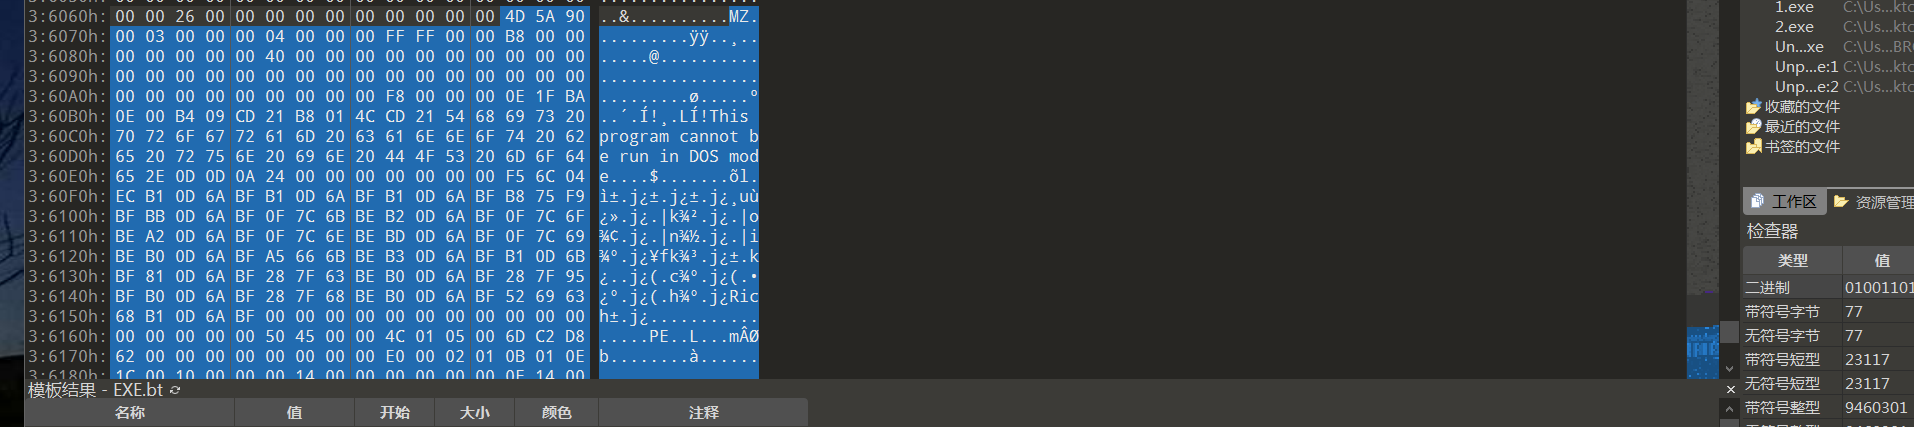 3:6060h: 00 00 26 00 00 00 00 00 00 00 00 00 00 4D 5A 90 ..&..........MZ.
3:6070h: 00 03 00 00 00 04 00 00 00 FF FF 00 00 B8 00 00 .........ÿÿ..¸..
3:6080h: 00 00 00 00 00 40 00 00 00 00 00 00 00 00 00 00 .....@..........
3:6090h: 00 00 00 00 00 00 00 00 00 00 00 00 00 00 00 00 ................
3:60A0h: 00 00 00 00 00 00 00 00 00 F8 00 00 00 0E 1F BA .........ø.....º
3:60B0h: 0E 00 B4 09 CD 21 B8 01 4C CD 21 54 68 69 73 20 ..´.Í!¸.LÍ!This
3:60C0h: 70 72 6F 67 72 61 6D 20 63 61 6E 6E 6F 74 20 62 program cannot b
3:60D0h: 65 20 72 75 6E 20 69 6E 20 44 4F 53 20 6D 6F 64 e run in DOS mod
3:60E0h: 65 2E 0D 0D 0A 24 00 00 00 00 00 00 00 F5 6C 04 e....$.......õl.
3:60F0h: EC B1 0D 6A BF B1 0D 6A BF B1 0D 6A BF B8 75 F9 ì±.j¿±.j¿±.j¿¸uù
3:6100h: BF BB 0D 6A BF 0F 7C 6B BE B2 0D 6A BF 0F 7C 6F ¿».j¿.|k¾².j¿.|o
3:6110h: BE A2 0D 6A BF 0F 7C 6E BE BD 0D 6A BF 0F 7C 69 ¾¢.j¿.|n¾½.j¿.|i
3:6120h: BE B0 0D 6A BF A5 66 6B BE B3 0D 6A BF B1 0D 6B ¾°.j¿¥fk¾³.j¿±.k
3:6130h: BF 81 0D 6A BF 28 7F 63 BE B0 0D 6A BF 28 7F 95 ¿..j¿(.c¾°.j¿(.•
3:6140h: BF B0 0D 6A BF 28 7F 68 BE B0 0D 6A BF 52 69 63 ¿°.j¿(.h¾°.j¿Ric
3:6150h: 68 B1 0D 6A BF 00 00 00 00 00 00 00 00 00 00 00 h±.j¿...........
3:6160h: 00 00 00 00 00 50 45 00 00 4C 01 05 00 6D C2 D8 .....PE..L...mÂØ
3:6170h: 62 00 00 00 00 00 00 00 00 E0 00 02 01 0B 01 0E b........à......
3:6180h: 1C 00 10 00 00 00 14 00 00 00 00 00 00 0E 14 00
模板结果 - EXE.bt
名称 值 开始 大小 颜色 注释
1.exe C:\Us...ktc
2.exe C:\Us...ktc
Un...xe C:\Us...BR
Unp...e:1 C:\Us...ktc
Unp...e:2 C:\Us...ktc
收藏的文件
最近的文件
书签的文件
工作区 资源管理
检查器
类型 值
二进制 01001101
带符号字节 77
无符号字节 77
带符号短型 23117
无符号短型 23117
带符号整型 9460301